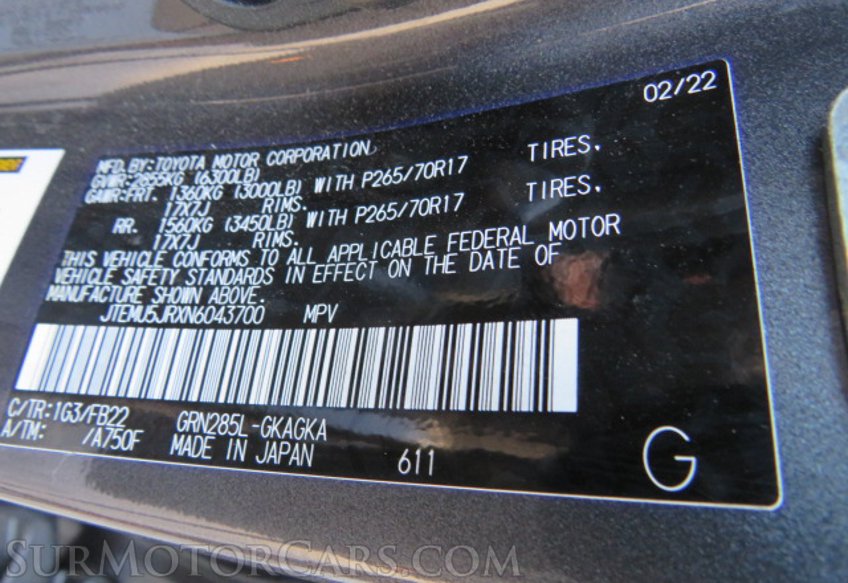 02/22
MFD. BY: TOYOTA MOTOR CORPORATION
GVWR: 2855KG (6300LB)
GAWR: FRT. 1360KG (3000LB) WITH P265/70R17 TIRES,
17X7J RIMS.
RR. 1560KG (3450LB) WITH P265/70R17 TIRES,
17X7J RIMS.
THIS VEHICLE CONFORMS TO ALL APPLICABLE FEDERAL MOTOR
VEHICLE SAFETY STANDARDS IN EFFECT ON THE DATE OF
MANUFACTURE SHOWN ABOVE.
JTEMU5JRXN6043700 MPV
C/TR: 1G3/FB22 GRN285L-GKAGKA
A/TM: /A750F MADE IN JAPAN 611
G
SURMOTORCARS.COM